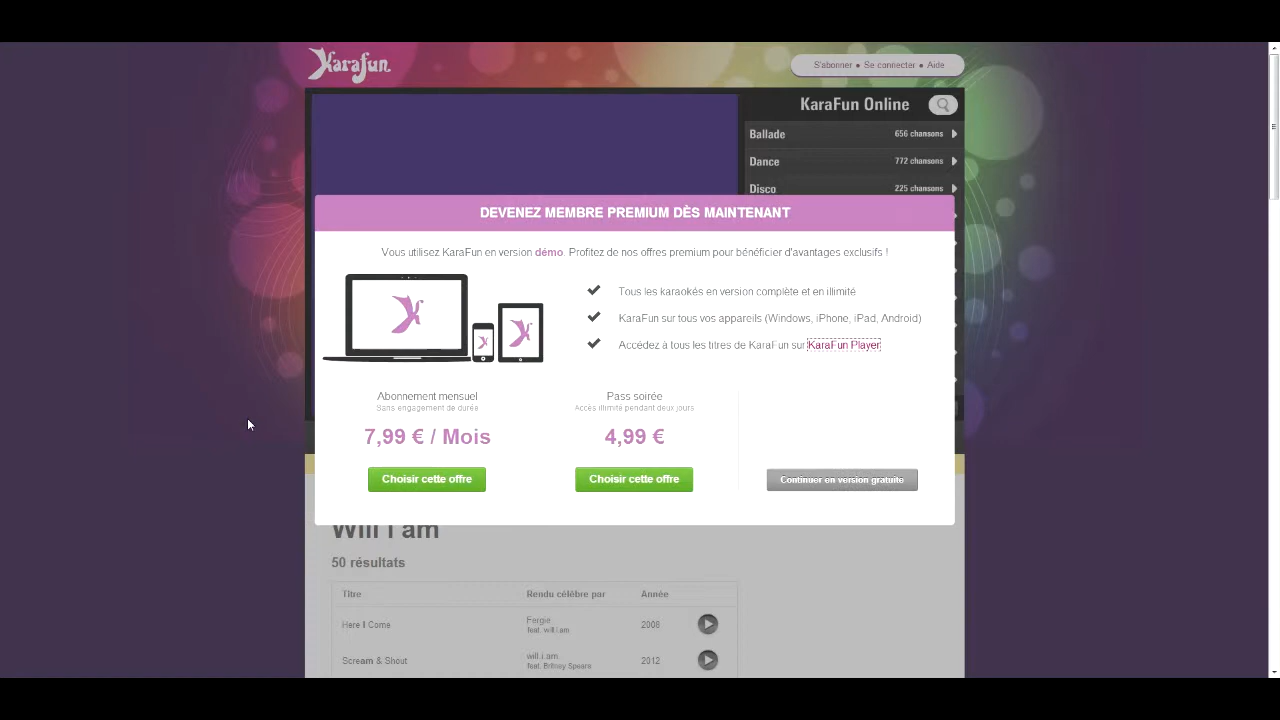 Karafun
S'abonner • Se connecter • Aide
KaraFun Online
Ballade 656 chansons
Dance 772 chansons
Disco 225 chansons
DEVENEZ MEMBRE PREMIUM DÈS MAINTENANT
Vous utilisez KaraFun en version démo. Profitez de nos offres premium pour bénéficier d'avantages exclusifs !
Tous les karaokés en version complète et en illimité
KaraFun sur tous vos appareils (Windows, iPhone, iPad, Android)
Accédez à tous les titres de KaraFun sur KaraFun Player
Abonnement mensuel
Sans engagement de durée
7,99 € / Mois
Choisir cette offre
Pass soirée
Accès illimité pendant deux jours
4,99 €
Choisir cette offre
Continuer en version gratuite
Will i am
50 résultats
Titre Rendu célèbre par Année
Here I Come Fergie 2008
feat. will i am
Scream & Shout will.i.am. 2012
feat. Britney Spears